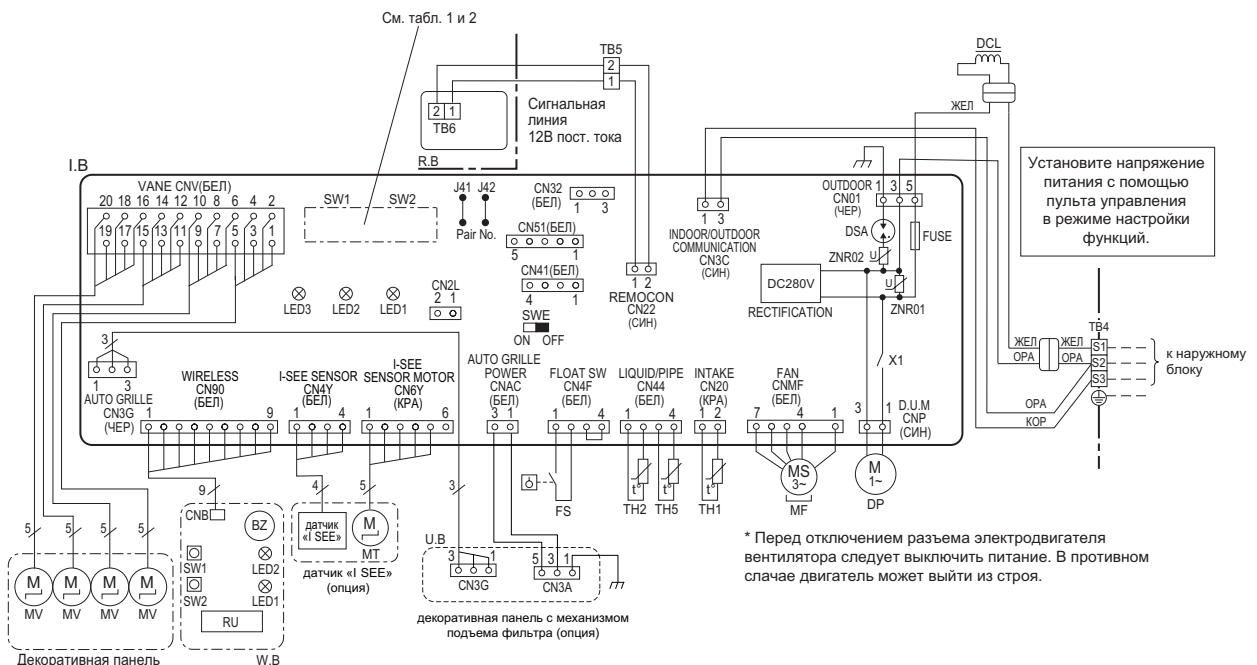 См. табл. 1 и 2
TB5
2
1
DCL
2 1
TB6
Сигнальная
линия
12В пост. тока
R.B
ЖЕЛ
I.B
Установите напряжение
питания с помощью
пульта управления
в режиме настройки
функций.
VANE CNV(БЕЛ)
20 18 16 14 12 10 8 6 4 2
19 17 15 13 11 9 7 5 3 1
SW1 SW2
J41 J42
Pair No.
CN32
(БЕЛ)
1 3
CN51(БЕЛ)
5 1
CN41(БЕЛ)
4 1
SWE
ON OFF
LED3 LED2 LED1
CN2L
2 1
1 2
REMOCON
CN22
(СИН)
1 3
INDOOR/OUTDOOR
COMMUNICATION
CN3C
(СИН)
OUTDOOR 1 3 5
CN01
(ЧЕР)
DSA
FUSE
ZNR02
U
U
DC280V
RECTIFICATION
ZNR01
X1
TB4
ЖЕЛ ЖЕЛ S1
ОРА ОРА S2
S3
к наружному
блоку
ОРА
КОР
3
1 3
AUTO GRILLE
CN3G
(ЧЕР)
WIRELESS
CN90
(БЕЛ)
1 9
I-SEE SENSOR
CN4Y
(БЕЛ)
1 4
I-SEE
SENSOR MOTOR
CN6Y
(КРА)
1 6
AUTO GRILLE
POWER
CNAC
(БЕЛ)
3 1
FLOAT SW
CN4F
(БЕЛ)
1 4
LIQUID/PIPE
CN44
(БЕЛ)
1 4
INTAKE
CN20
(КРА)
1 2
FAN
CNMF
(БЕЛ)
7 4 1
3 1
D.U.M
CNP
(СИН)
9
4
5
3
FS
t°
TH2
t°
TH5
t°
TH1
MS
3~
MF
M
1~
DP
5 5 5 5
M M M M
MV MV MV MV
Декоративная панель
CNB
BZ
SW1
LED2
SW2
LED1
RU
W.B
датчик
«I SEE»
M
MT
датчик «I SEE»
(опция)
U.B
3 1
CN3G
5 3 1
CN3A
декоративная панель с механизмом
подъема фильтра (опция)
* Перед отключением разъема электродвигателя
вентилятора следует выключить питание. В противном
слачае двигатель может выйти из строя.